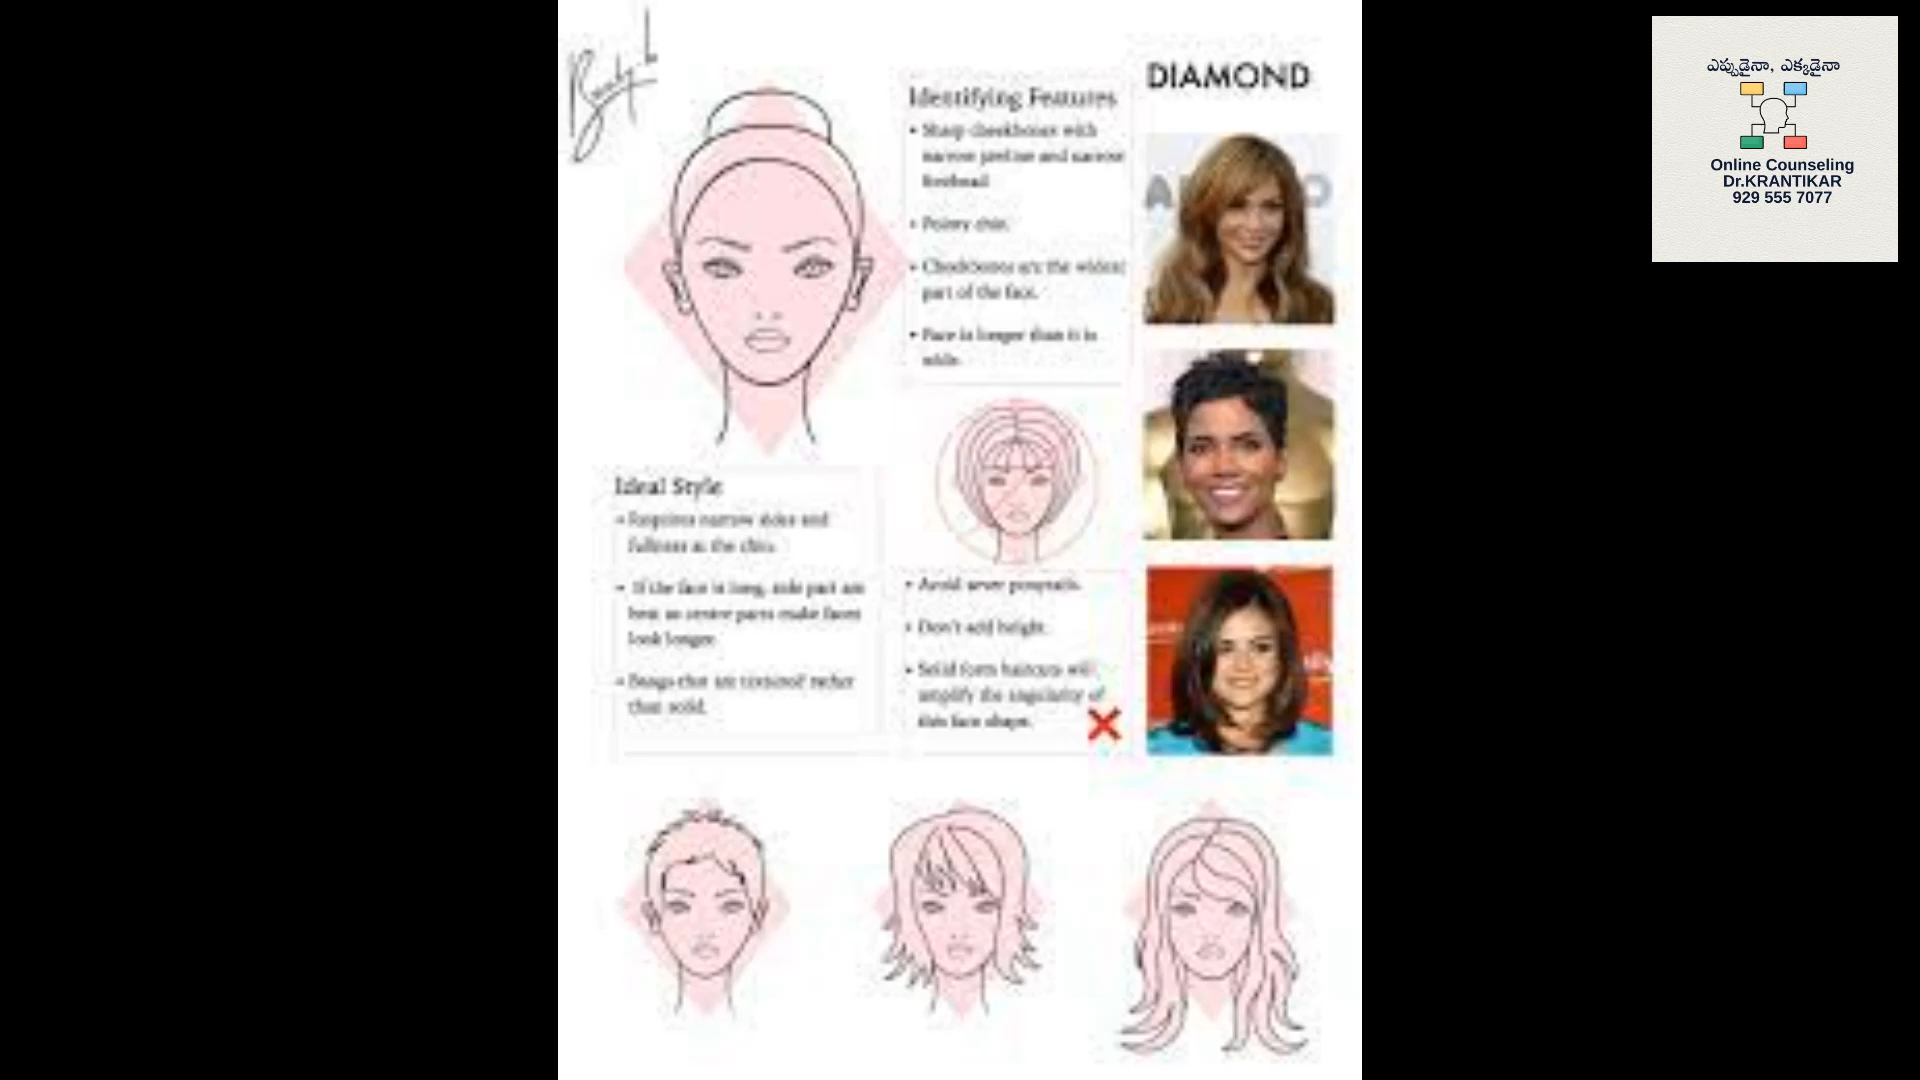 DIAMOND
Identifying Features
• Sharp cheekbones with
narrow jawline and narrow
forehead
• Pointy chin.
• Cheekbones are the widest
part of the face.
• Face is longer than it is
wide.
Ideal Style
• Requires narrow sides and
fullness at the chin.
• If the face is long, side part are
best as centre parts make faces
look longer.
• Bangs that are textured rather
than solid.
• Avoid sever ponytails.
• Don't add height.
• Solid form haircuts will
amplify the angularity of
this face shape.
ఎప్పుడైనా, ఎక్కడైనా
Online Counseling
Dr.KRANTIKAR
929 555 7077